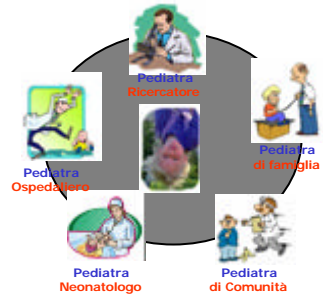 Pediatra
Ricercatore
Pediatra
di famiglia
Pediatra
Ospedaliero
Pediatra
Neonatologo
Pediatra
di Comunità